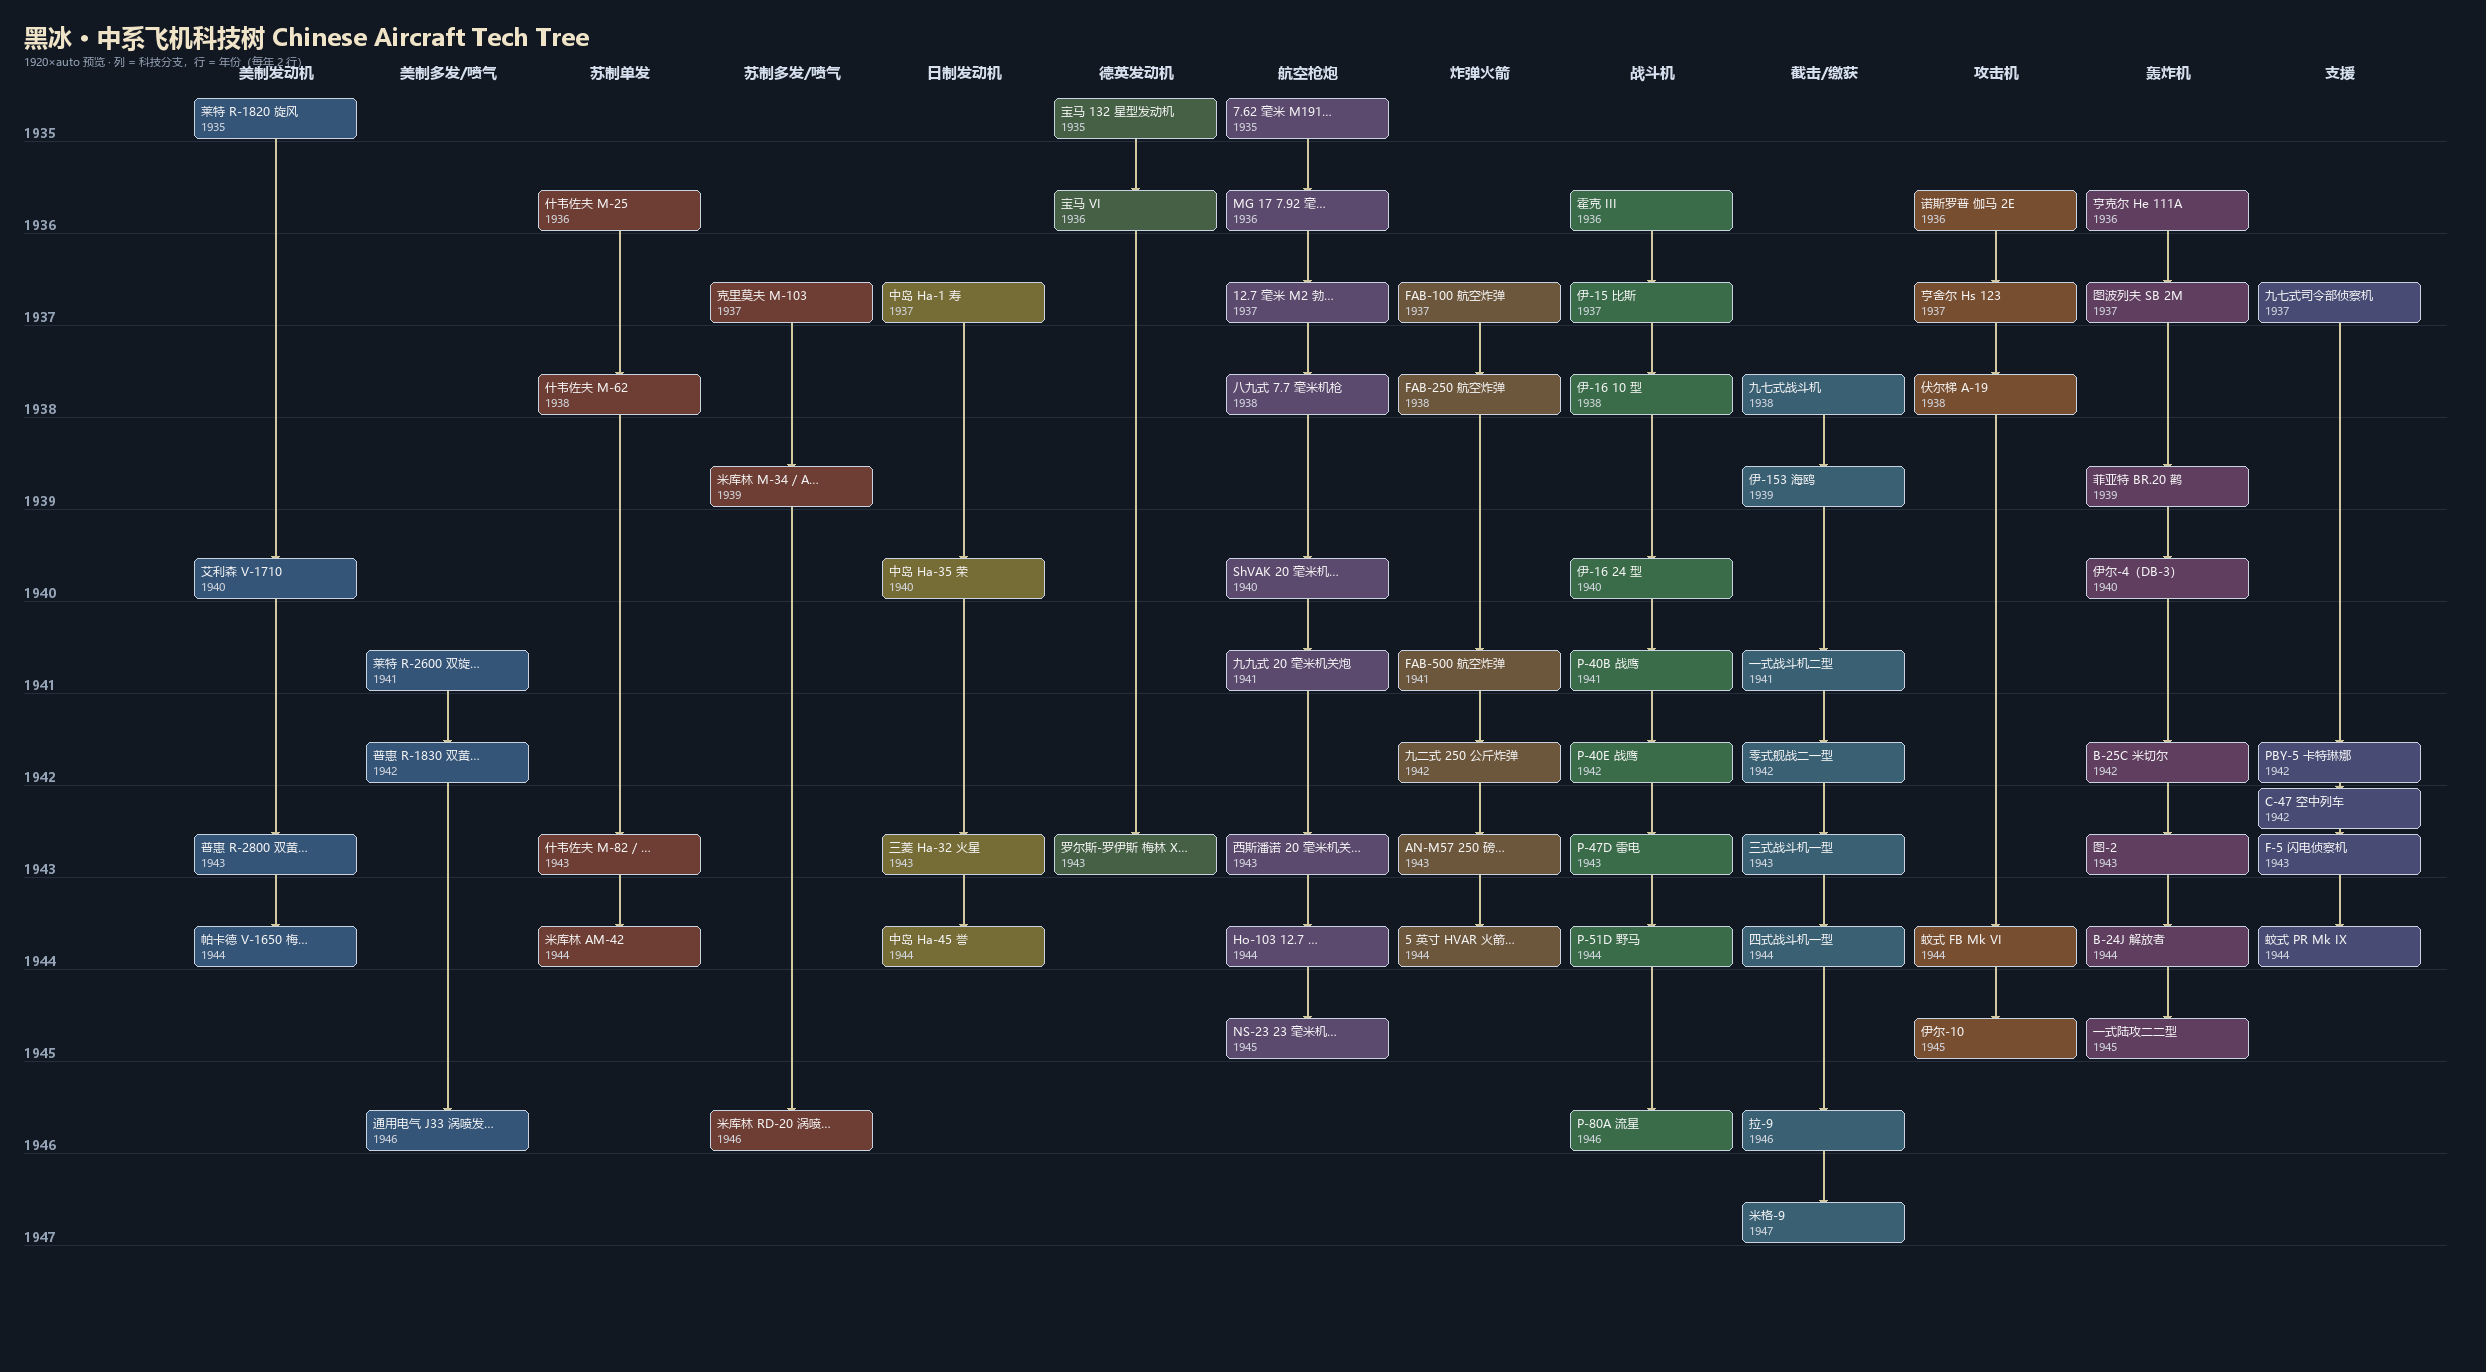 黑冰・中系飞机科技树 Chinese Aircraft Tech Tree
1920×auto 预览 · 列 = 科技分支，行 = 年份（每年 2 行）
美制发动机
美制多发/喷气
苏制单发
苏制多发/喷气
日制发动机
德英发动机
航空枪炮
炸弹火箭
战斗机
截击/缴获
攻击机
轰炸机
支援
莱特 R-1820 旋风
1935
宝马 132 星型发动机
1935
7.62 毫米 M191…
1935
1935
什韦佐夫 M-25
1936
宝马 VI
1936
MG 17 7.92 毫…
1936
霍克 III
1936
诺斯罗普 伽马 2E
1936
亨克尔 He 111A
1936
1936
克里莫夫 M-103
1937
中岛 Ha-1 寿
1937
12.7 毫米 M2 勃…
1937
FAB-100 航空炸弹
1937
伊-15 比斯
1937
亨舍尔 Hs 123
1937
图波列夫 SB 2M
1937
九七式司令部侦察机
1937
1937
什韦佐夫 M-62
1938
八九式 7.7 毫米机枪
1938
FAB-250 航空炸弹
1938
伊-16 10 型
1938
九七式战斗机
1938
伏尔梯 A-19
1938
1938
米库林 M-34 / A…
1939
伊-153 海鸥
1939
菲亚特 BR.20 鹳
1939
1939
艾利森 V-1710
1940
中岛 Ha-35 荣
1940
ShVAK 20 毫米机…
1940
伊-16 24 型
1940
伊尔-4（DB-3）
1940
1940
莱特 R-2600 双旋…
1941
九九式 20 毫米机关炮
1941
FAB-500 航空炸弹
1941
P-40B 战鹰
1941
一式战斗机二型
1941
1941
普惠 R-1830 双黄…
1942
九二式 250 公斤炸弹
1942
P-40E 战鹰
1942
零式舰战二一型
1942
B-25C 米切尔
1942
PBY-5 卡特琳娜
1942
1942
C-47 空中列车
1942
普惠 R-2800 双黄…
1943
什韦佐夫 M-82 / …
1943
三菱 Ha-32 火星
1943
罗尔斯-罗伊斯 梅林 X…
1943
西斯潘诺 20 毫米机关…
1943
AN-M57 250 磅…
1943
P-47D 雷电
1943
三式战斗机一型
1943
图-2
1943
F-5 闪电侦察机
1943
1943
帕卡德 V-1650 梅…
1944
米库林 AM-42
1944
中岛 Ha-45 誉
1944
Ho-103 12.7 …
1944
5 英寸 HVAR 火箭…
1944
P-51D 野马
1944
四式战斗机一型
1944
蚊式 FB Mk VI
1944
B-24J 解放者
1944
蚊式 PR Mk IX
1944
1944
NS-23 23 毫米机…
1945
伊尔-10
1945
一式陆攻二二型
1945
1945
通用电气 J33 涡喷发…
1946
米库林 RD-20 涡喷…
1946
P-80A 流星
1946
拉-9
1946
1946
米格-9
1947
1947